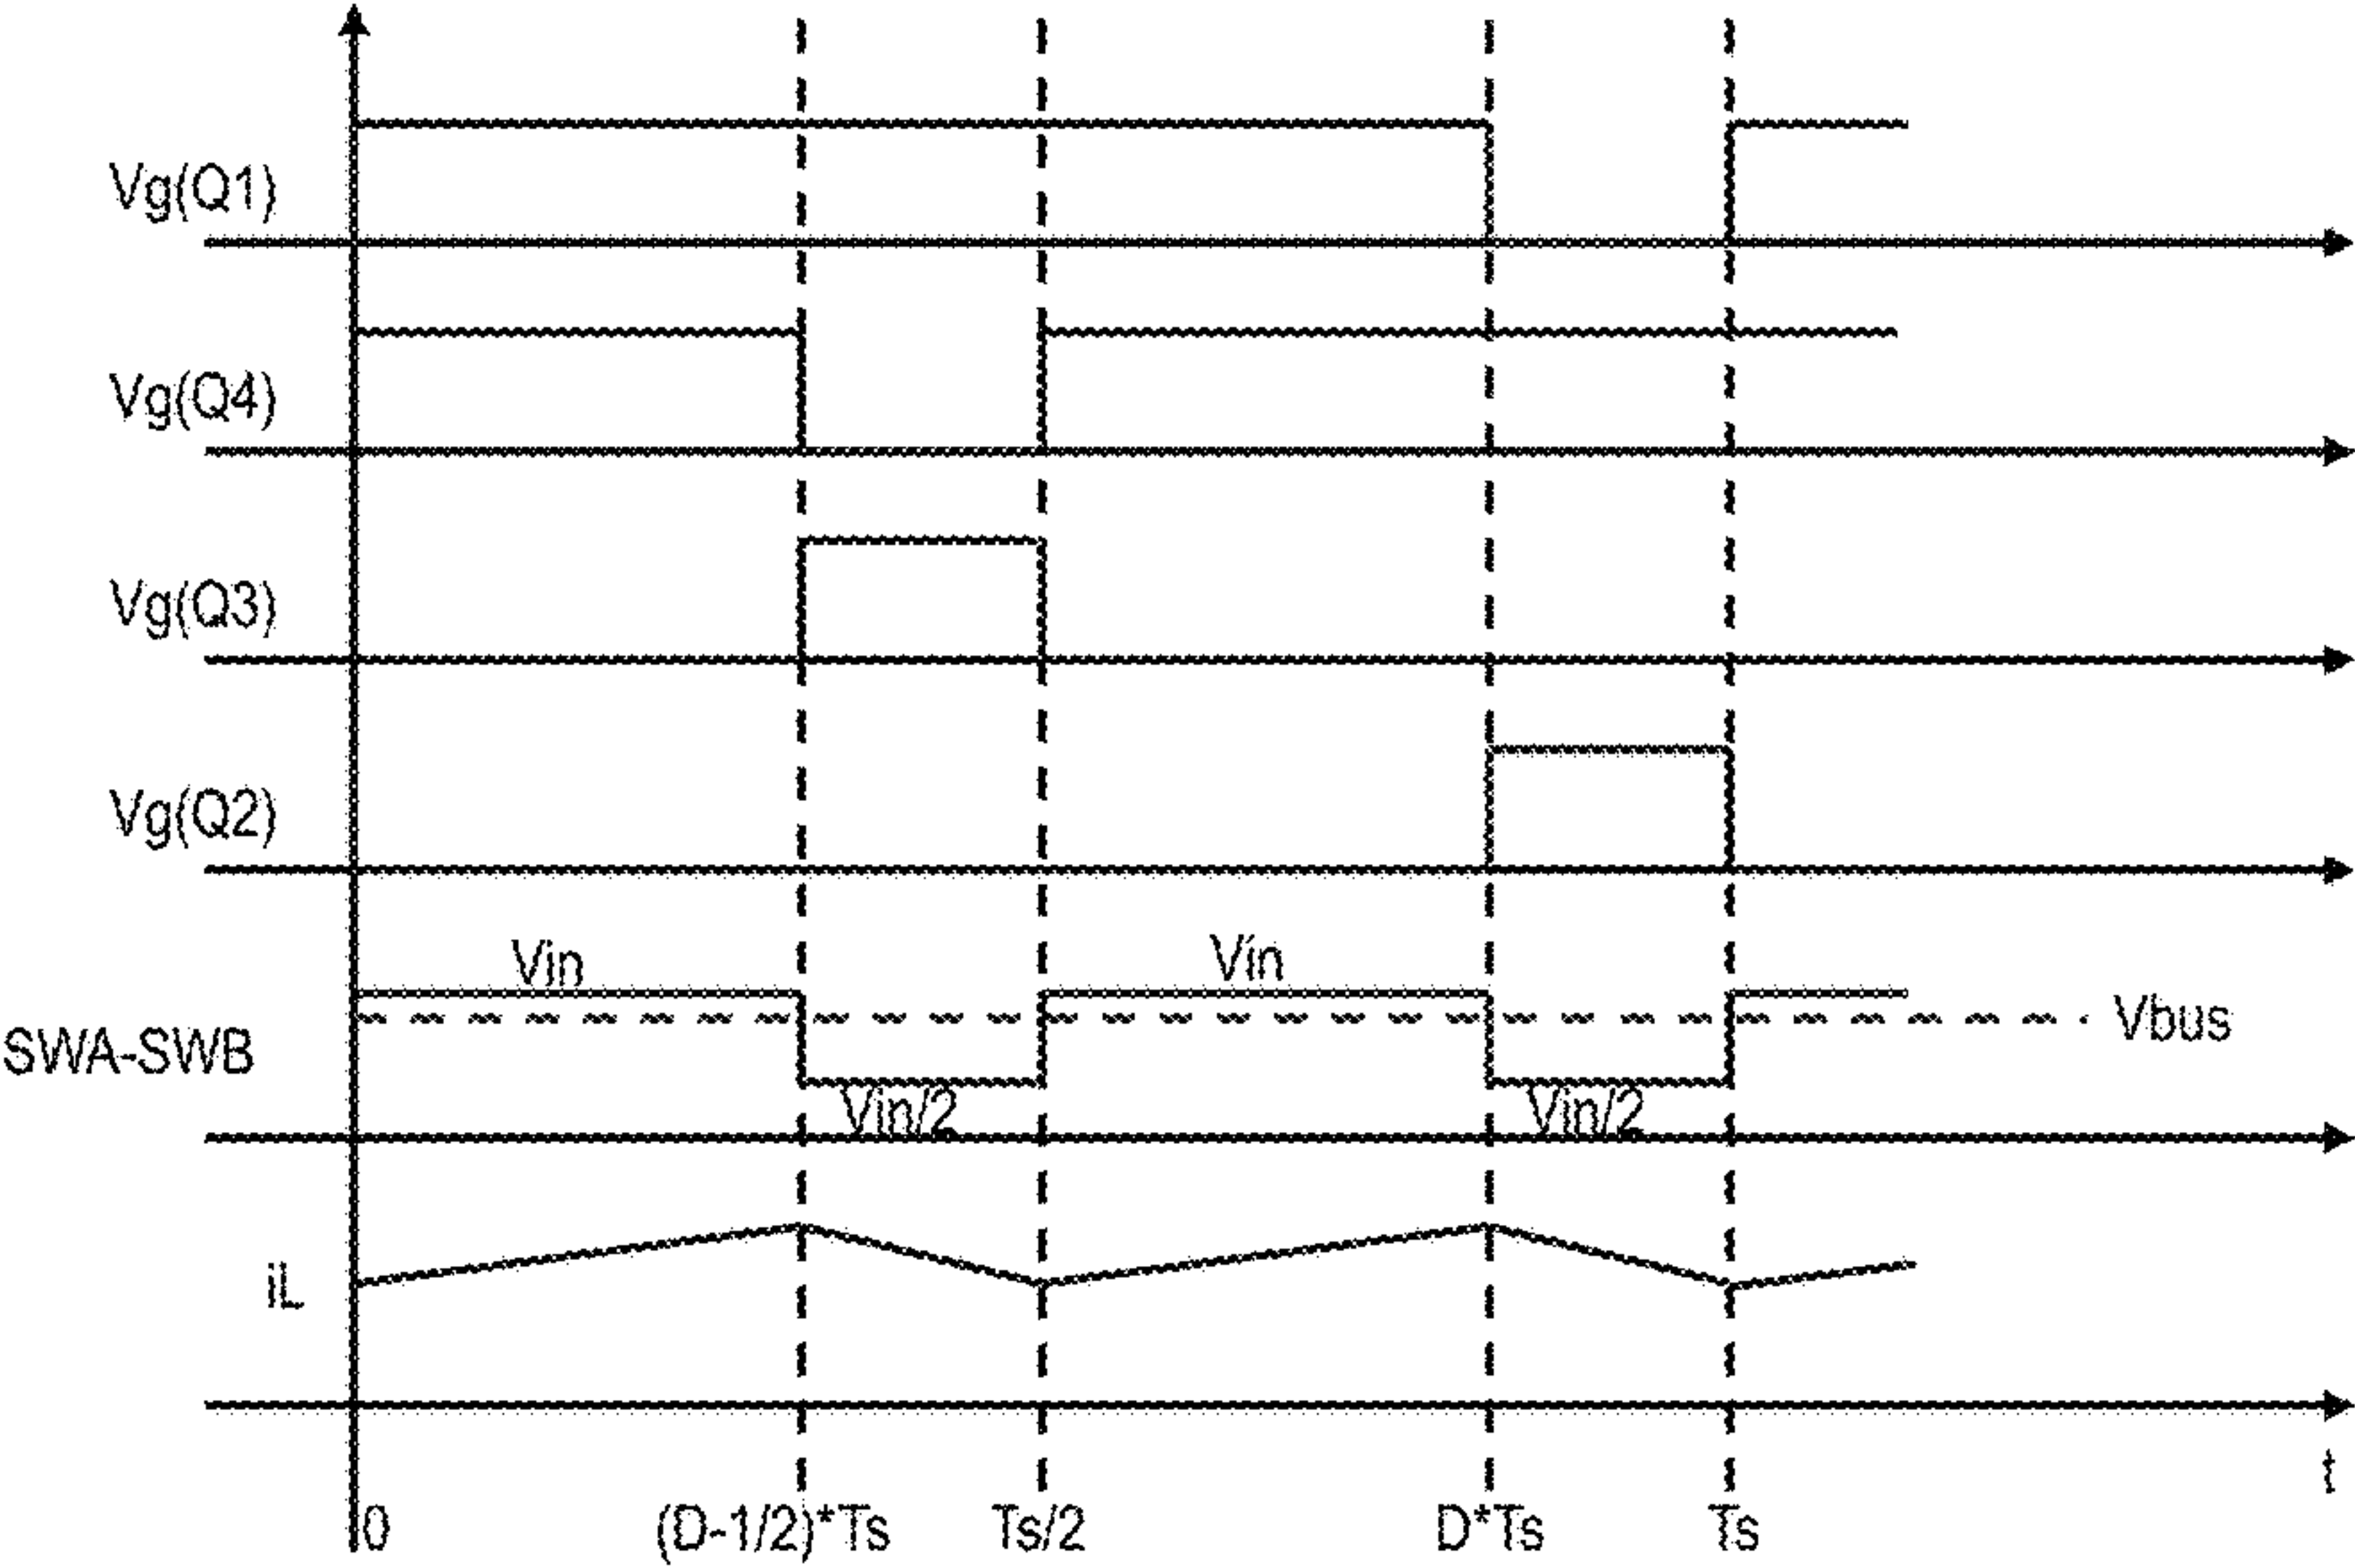 Vg(Q1)
Vg(Q4)
Vg(Q3)
Vg(Q2)
Vin Vin
SWA-SWB Vbus
Vin/2 Vin/2
iL
t
0 (D-1/2)*Ts Ts/2 D*Ts Ts